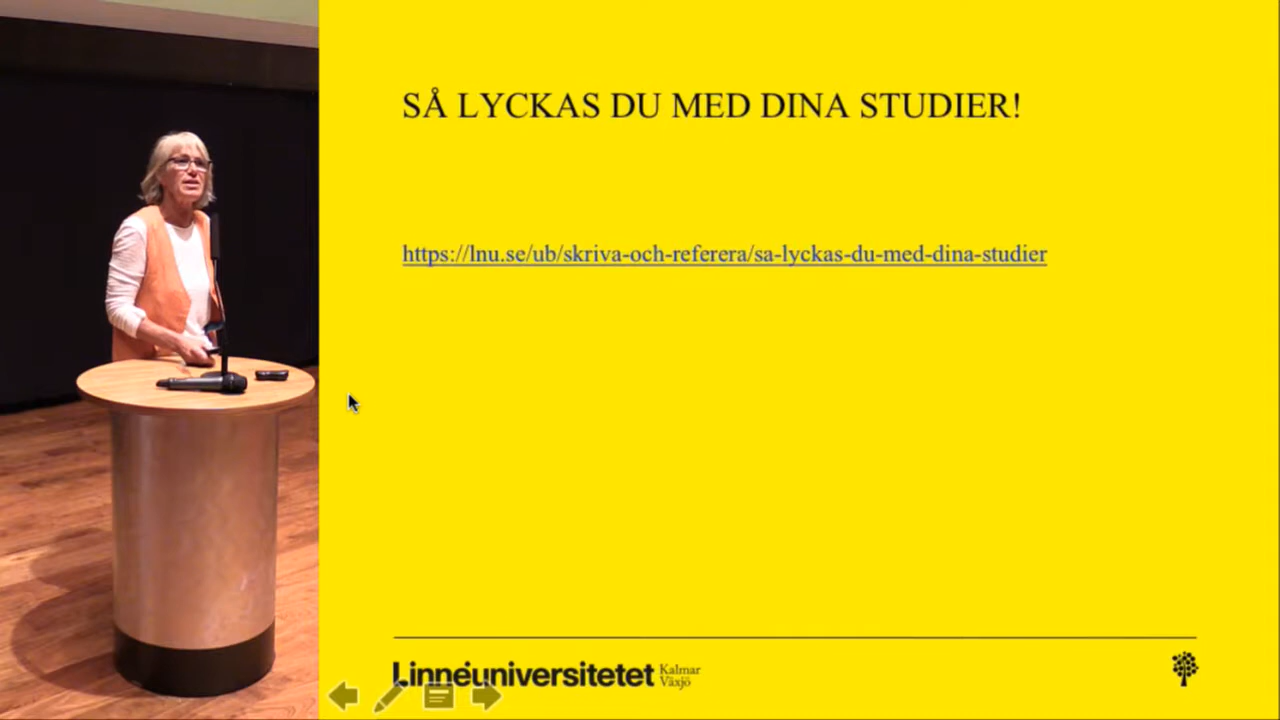 SÅ LYCKAS DU MED DINA STUDIER!
https://lnu.se/ub/skriva-och-referera/sa-lyckas-du-med-dina-studier
Linnéuniversitetet
Kalmar
Växjö